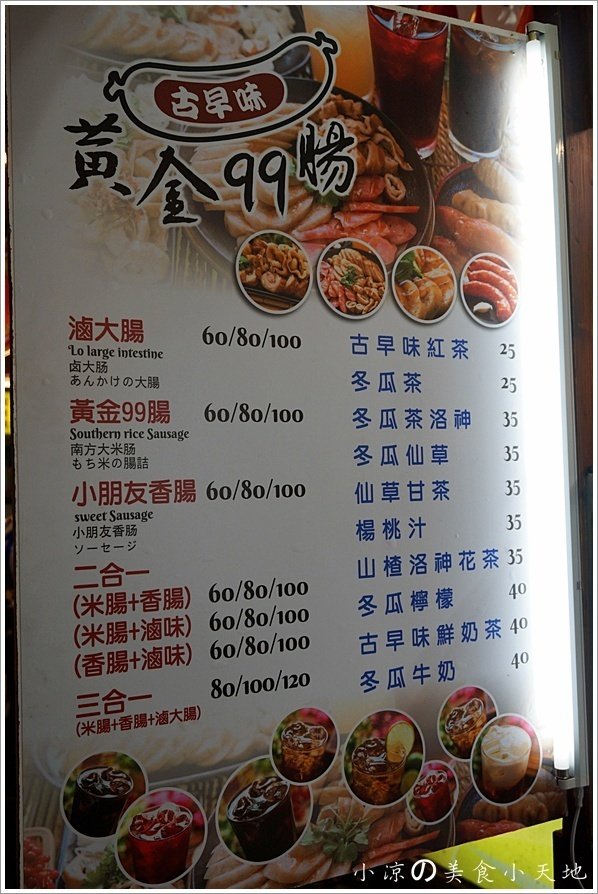 古早味
黃金99腸
滷大腸 60/80/100
Lo large intestine
卤大肠
あんかけの大腸
黃金99腸 60/80/100
Southern rice Sausage
南方大米肠
もち米の腸詰
小朋友香腸 60/80/100
sweet Sausage
小朋友香肠
ソーセージ
二合一
(米腸+香腸) 60/80/100
(米腸+滷味) 60/80/100
(香腸+滷味) 60/80/100
三合一 80/100/120
(米腸+香腸+滷大腸)
古早味紅茶 25
冬瓜茶 25
冬瓜茶洛神 35
冬瓜仙草 35
仙草甘茶 35
楊桃汁 35
山楂洛神花茶 35
冬瓜檸檬 40
古早味鮮奶茶 40
冬瓜牛奶 40
小凉の美食小天地